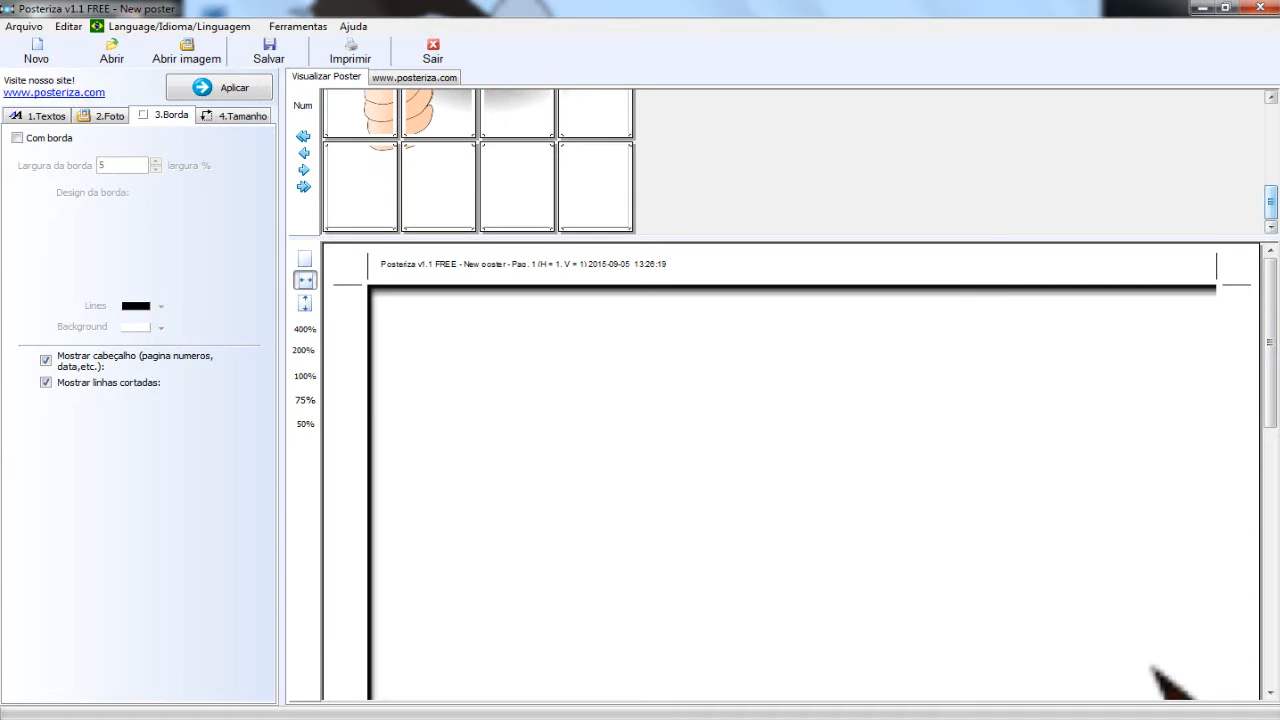 Posteriza v1.1 FREE - New poster
Arquivo Editar Language/Idioma/Linguagem Ferramentas Ajuda
Novo Abrir Abrir imagem Salvar Imprimir Sair
Visite nosso site!
www.posteriza.com
Aplicar
Visualizar Poster www.posteriza.com
1.Textos 2.Foto 3.Borda 4.Tamanho
Num
Com borda
Largura da borda 5 largura %
Design da borda:
Lines
Background
Mostrar cabeçalho (pagina numeros,
data,etc.):
Mostrar linhas cortadas:
400%
200%
100%
75%
50%
Posteriza v1.1 FREE - New poster - Pag. 1 (H = 1, V = 1) 2015-09-05 13:26:19